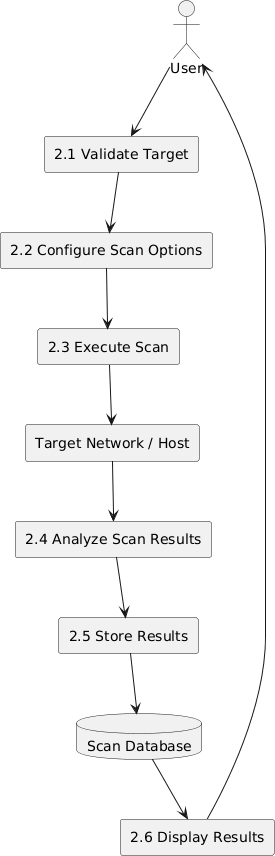 User
2.1 Validate Target
2.2 Configure Scan Options
2.3 Execute Scan
Target Network / Host
2.4 Analyze Scan Results
2.5 Store Results
Scan Database
2.6 Display Results